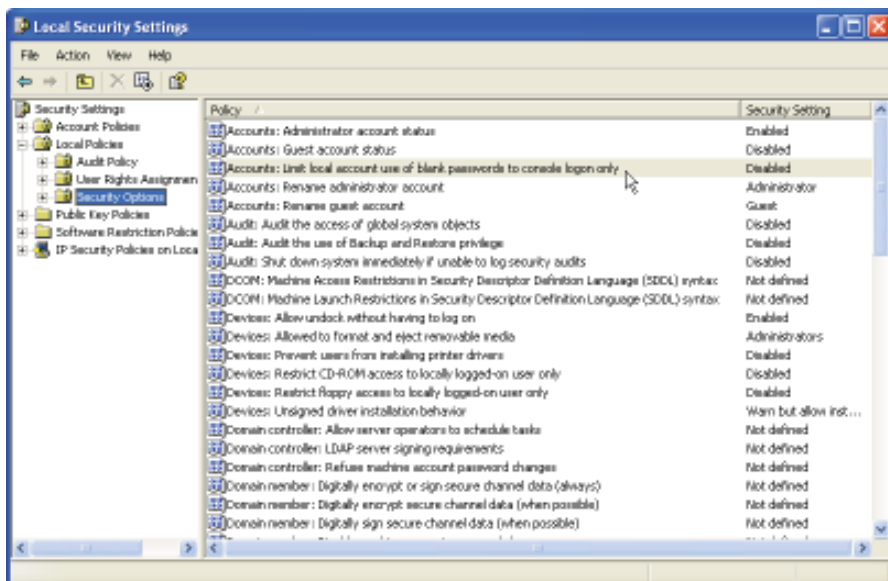 Local Security Settings
File Action View Help
Security Settings
Account Policies
Local Policies
Audit Policy
User Rights Assignmen
Security Options
Public Key Policies
Software Restriction Policie
IP Security Policies on Loca
Policy Security Setting
Accounts: Administrator account status Enabled
Accounts: Guest account status Disabled
Accounts: Limit local account use of blank passwords to console logon only Disabled
Accounts: Rename administrator account Administrator
Accounts: Rename guest account Guest
Audit: Audit the access of global system objects Disabled
Audit: Audit the use of Backup and Restore privilege Disabled
Audit: Shut down system immediately if unable to log security audits Disabled
DCOM: Machine Access Restrictions in Security Descriptor Definition Language (SDDL) syntax Not defined
DCOM: Machine Launch Restrictions in Security Descriptor Definition Language (SDDL) syntax Not defined
Devices: Allow undock without having to log on Enabled
Devices: Allowed to format and eject removable media Administrators
Devices: Prevent users from installing printer drivers Disabled
Devices: Restrict CD-ROM access to locally logged-on user only Disabled
Devices: Restrict floppy access to locally logged-on user only Disabled
Devices: Unsigned driver installation behavior Warn but allow inst...
Domain controller: Allow server operators to schedule tasks Not defined
Domain controller: LDAP server signing requirements Not defined
Domain controller: Refuse machine account password changes Not defined
Domain member: Digitally encrypt or sign secure channel data (always) Not defined
Domain member: Digitally encrypt secure channel data (when possible) Not defined
Domain member: Digitally sign secure channel data (when possible) Not defined